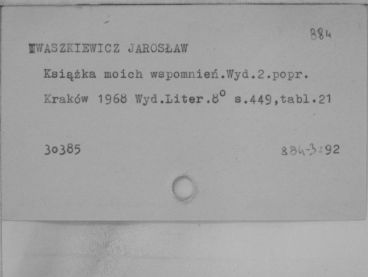 884
IWASZKIEWICZ JAROSŁAW
Książka moich wspomnień.Wyd.2.popr.
Kraków 1968 Wyd.Liter.8⁰ s.449,tabl.21
30385
884-3:92